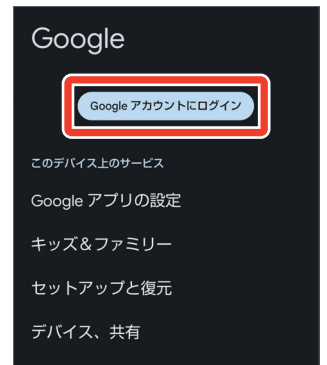 Google
Google アカウントにログイン
このデバイス上のサービス
Google アプリの設定
キッズ＆ファミリー
セットアップと復元
デバイス、共有